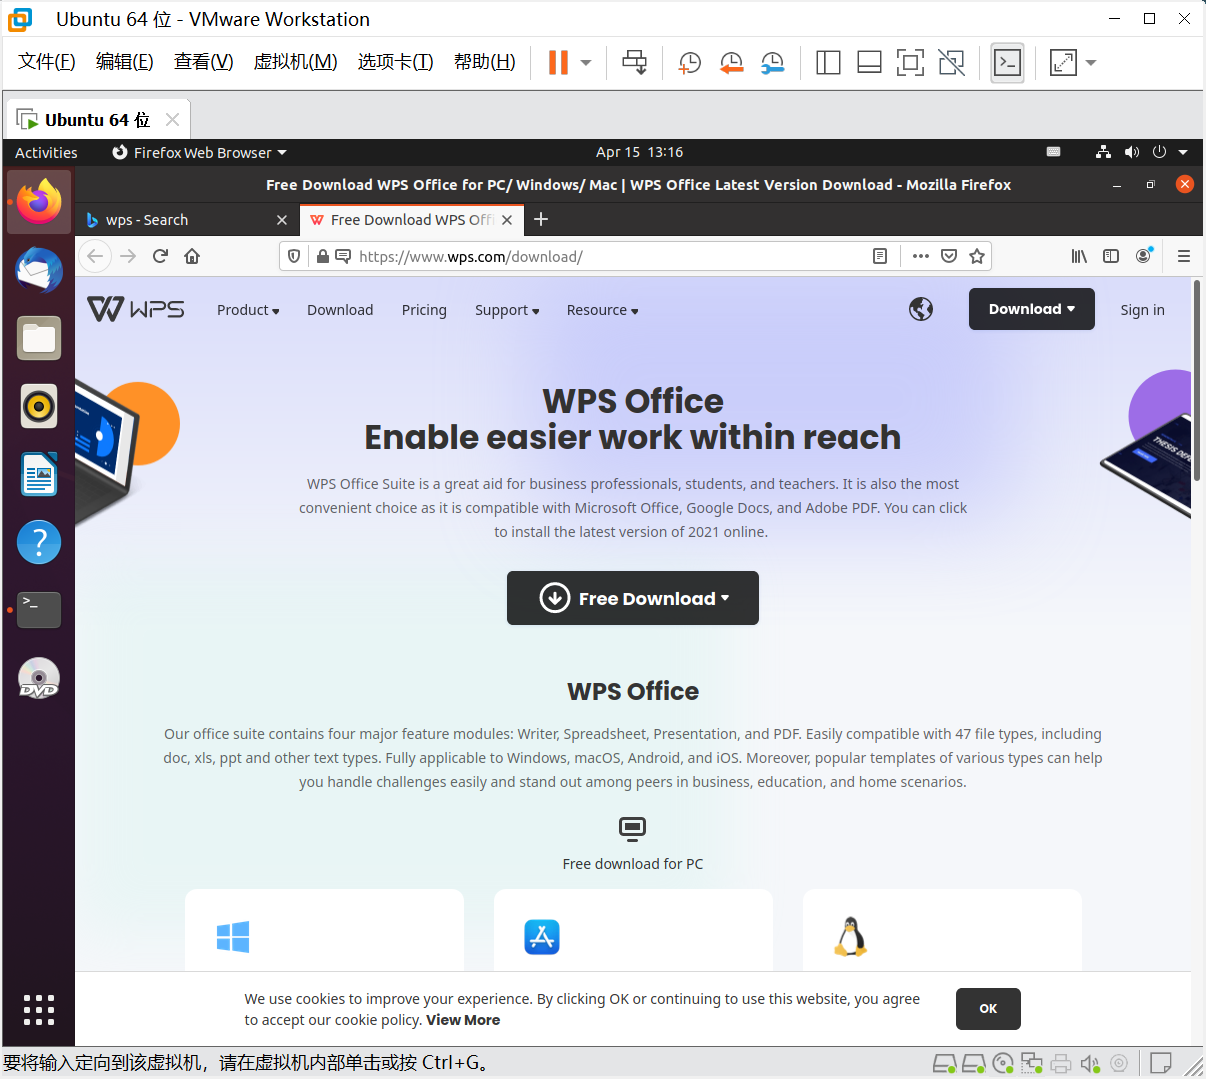 Ubuntu 64 位 - VMware Workstation
文件(F) 编辑(E) 查看(V) 虚拟机(M) 选项卡(T) 帮助(H)
Ubuntu 64 位
Activities Firefox Web Browser Apr 15 13:16
Free Download WPS Office for PC/ Windows/ Mac | WPS Office Latest Version Download - Mozilla Firefox
wps - Search Free Download WPS Offi
https://www.wps.com/download/
WPS Product Download Pricing Support Resource Download Sign in
WPS Office
Enable easier work within reach
THESIS DEF
WPS Office Suite is a great aid for business professionals, students, and teachers. It is also the most
convenient choice as it is compatible with Microsoft Office, Google Docs, and Adobe PDF. You can click
to install the latest version of 2021 online.
Free Download
WPS Office
Our office suite contains four major feature modules: Writer, Spreadsheet, Presentation, and PDF. Easily compatible with 47 file types, including
doc, xls, ppt and other text types. Fully applicable to Windows, macOS, Android, and iOS. Moreover, popular templates of various types can help
you handle challenges easily and stand out among peers in business, education, and home scenarios.
DVD
Free download for PC
We use cookies to improve your experience. By clicking OK or continuing to use this website, you agree
to accept our cookie policy. View More
OK
要将输入定向到该虚拟机，请在虚拟机内部单击或按 Ctrl+G。